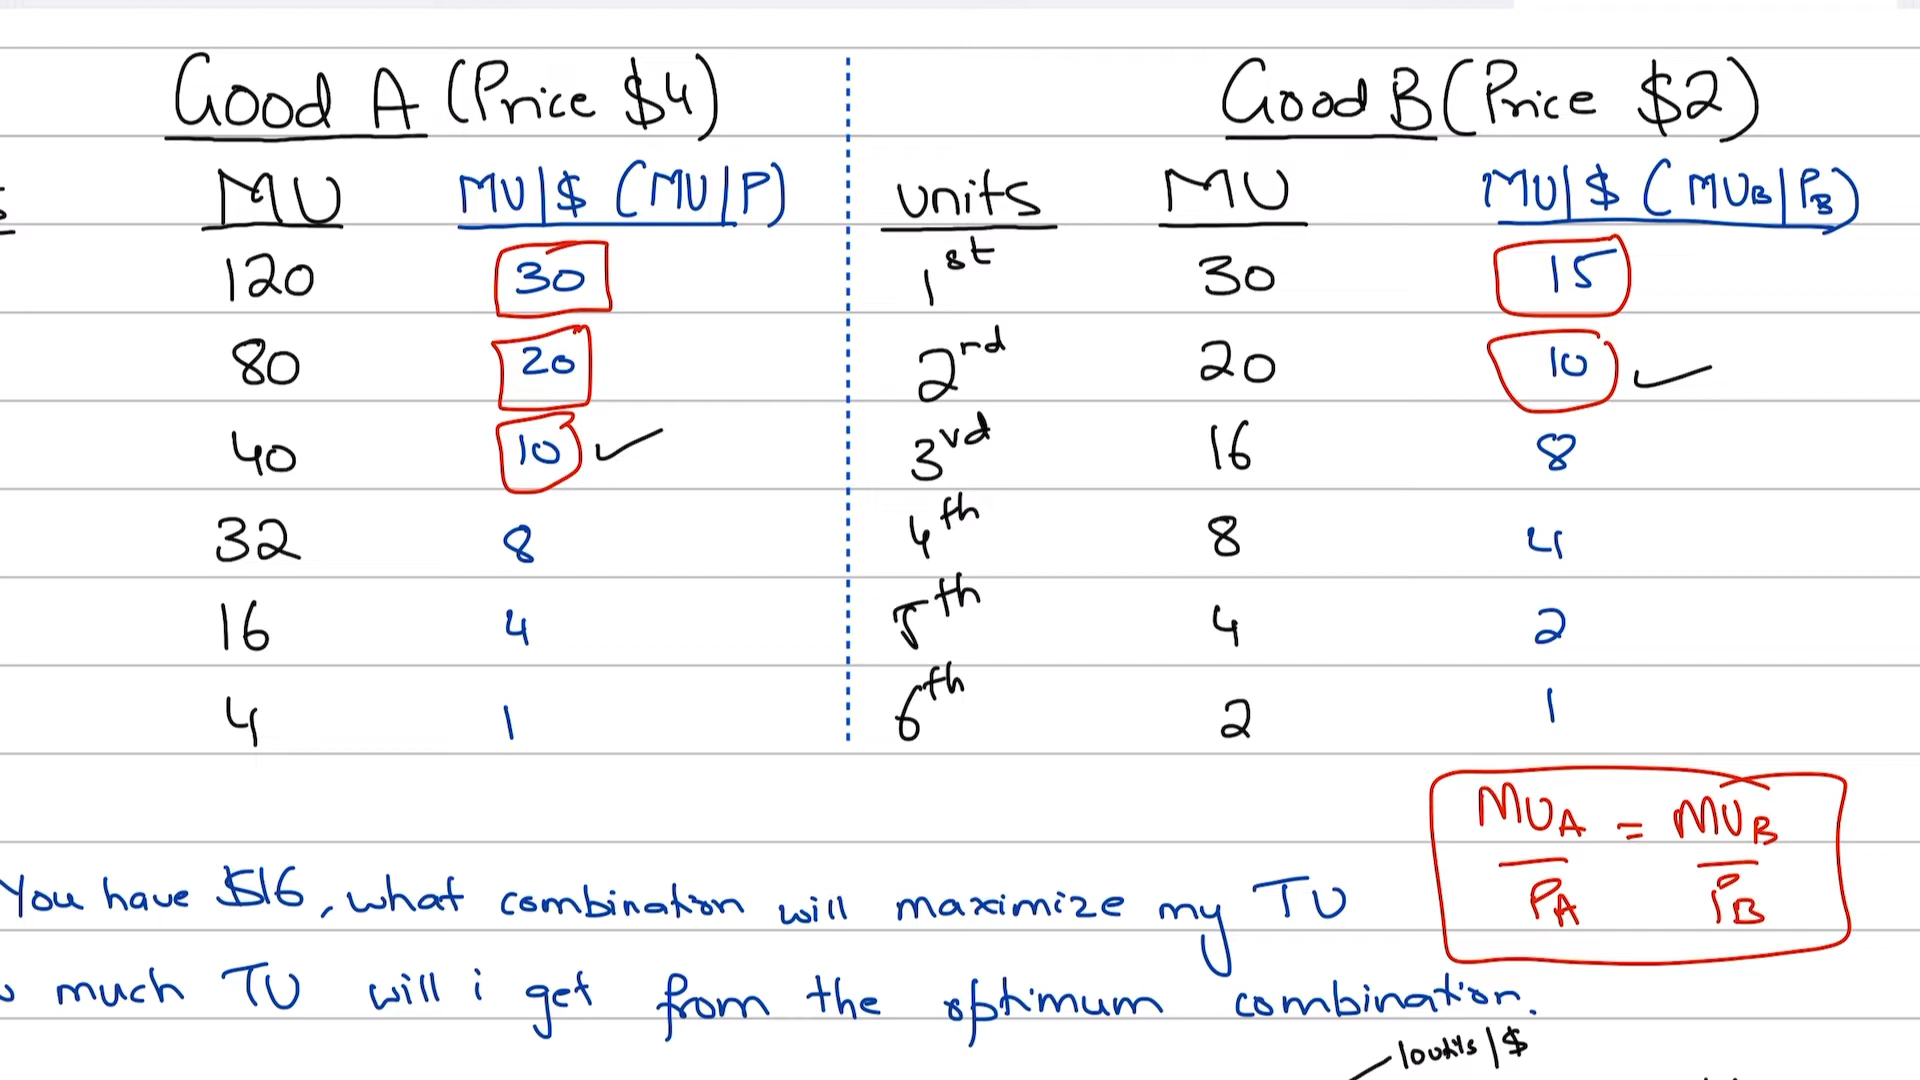 Good A (Price $4) Good B (Price $2)
MU MU|$ (MU|P) units MU MU|$ (MUB|PB)
120 30 1st 30 15
80 20 2nd 20 10 ✓
40 10 ✓ 3rd 16 8
32 8 4th 8 4
16 4 5th 4 2
4 1 6th 2 1
MUA = MUB
PA PB
You have $16, what combination will maximize my TU
much TU will i get from the optimum combination.
10utils/$